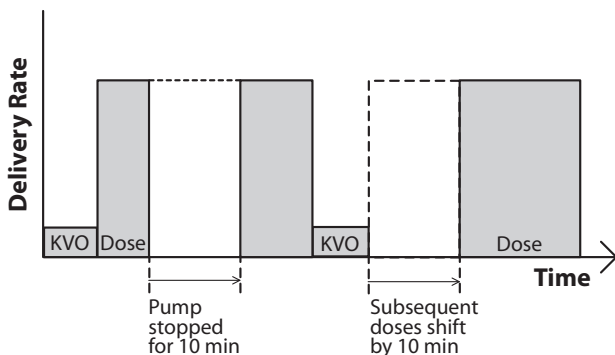 Delivery Rate
KVO
Dose
KVO
Dose
Time
Pump
stopped
for 10 min
Subsequent
doses shift
by 10 min